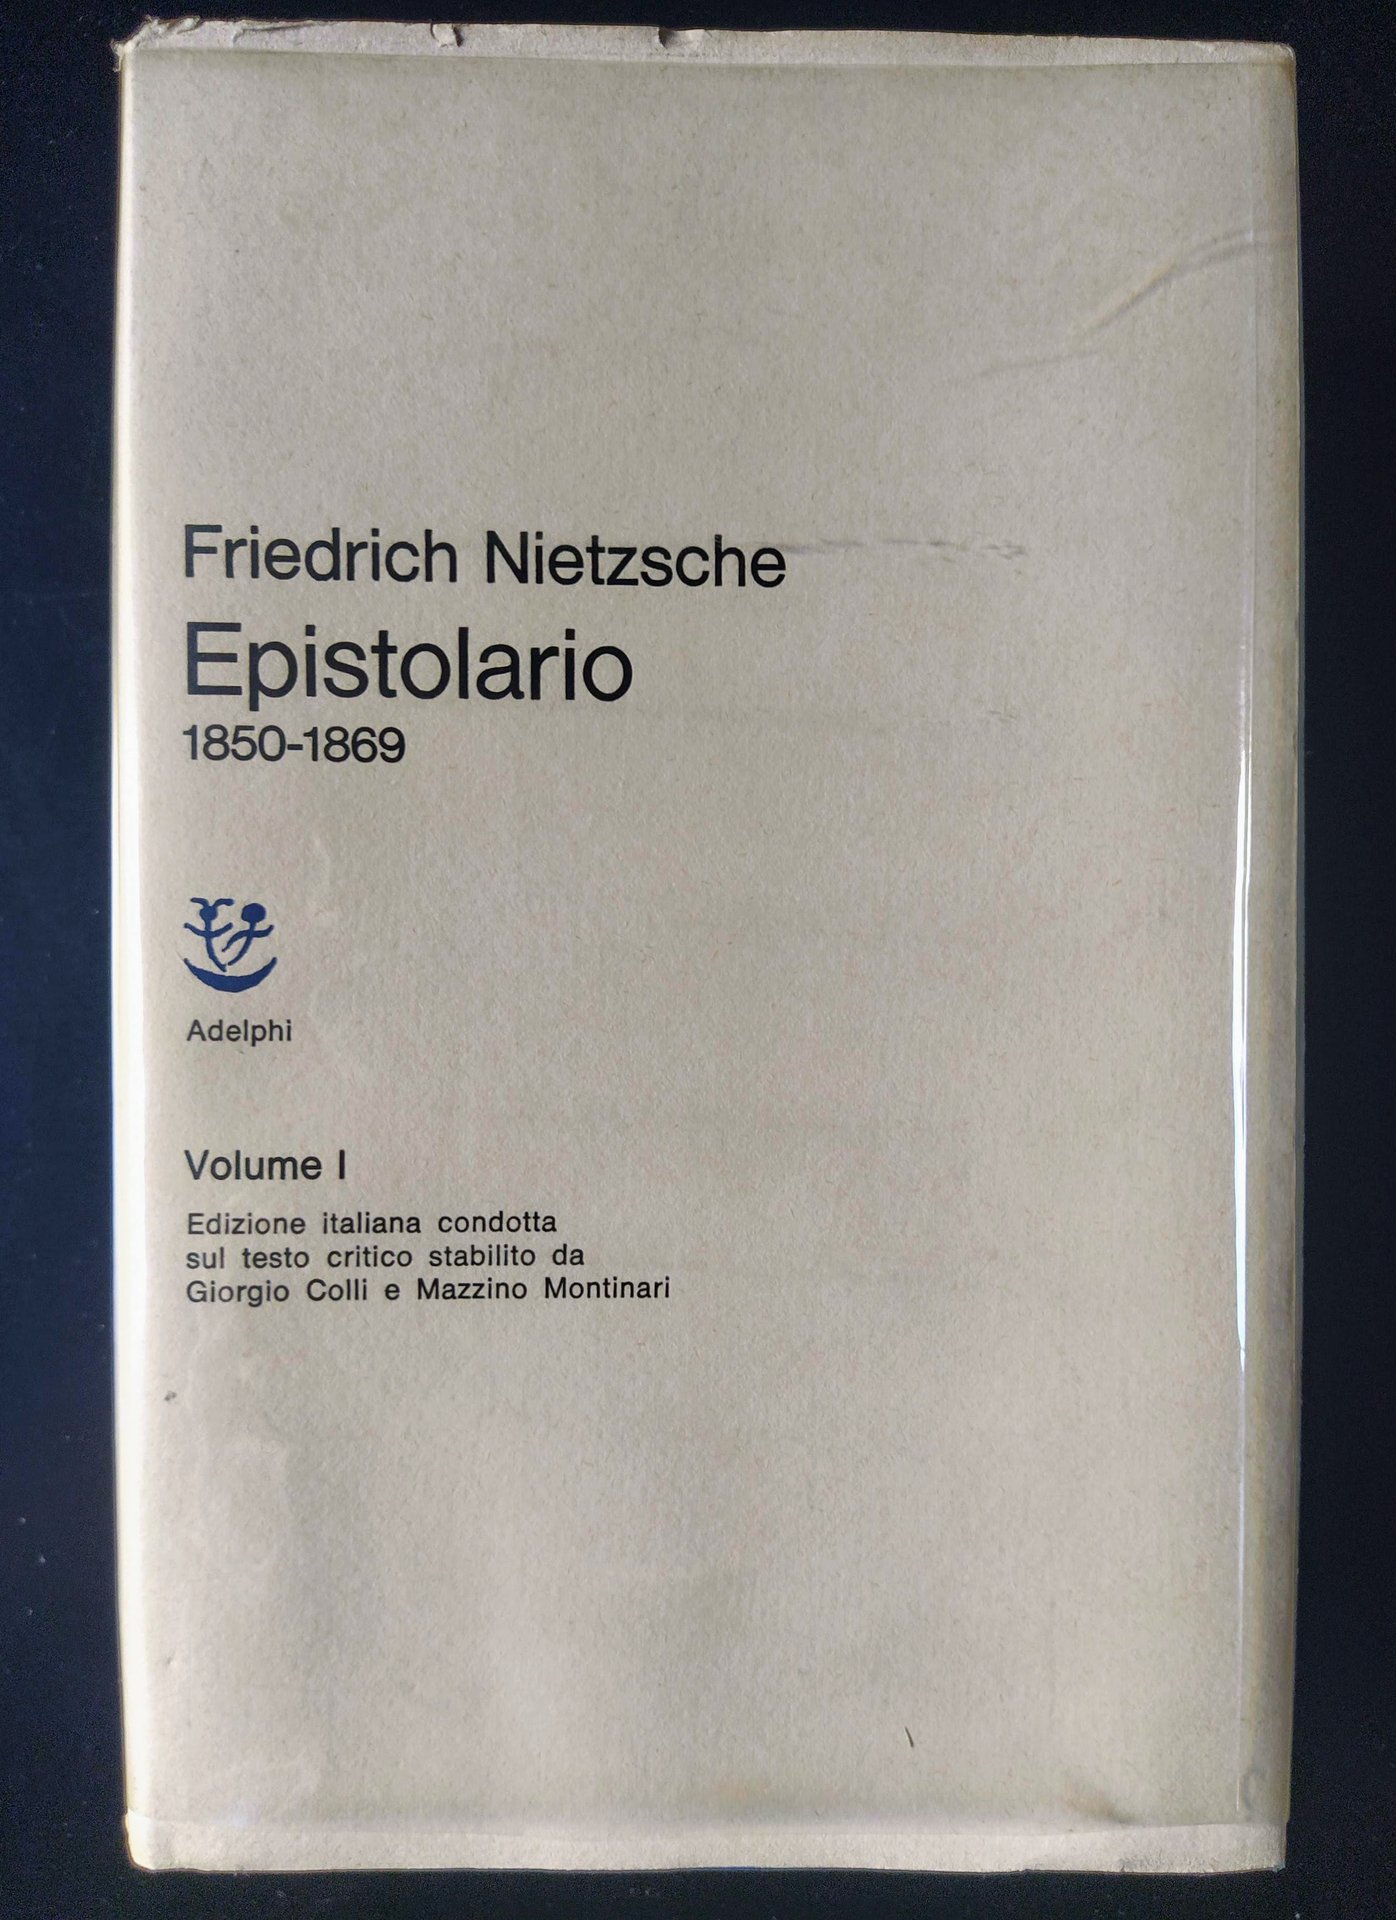 Friedrich Nietzsche
Epistolario
1850-1869
Adelphi
Volume I
Edizione italiana condotta
sul testo critico stabilito da
Giorgio Colli e Mazzino Montinari